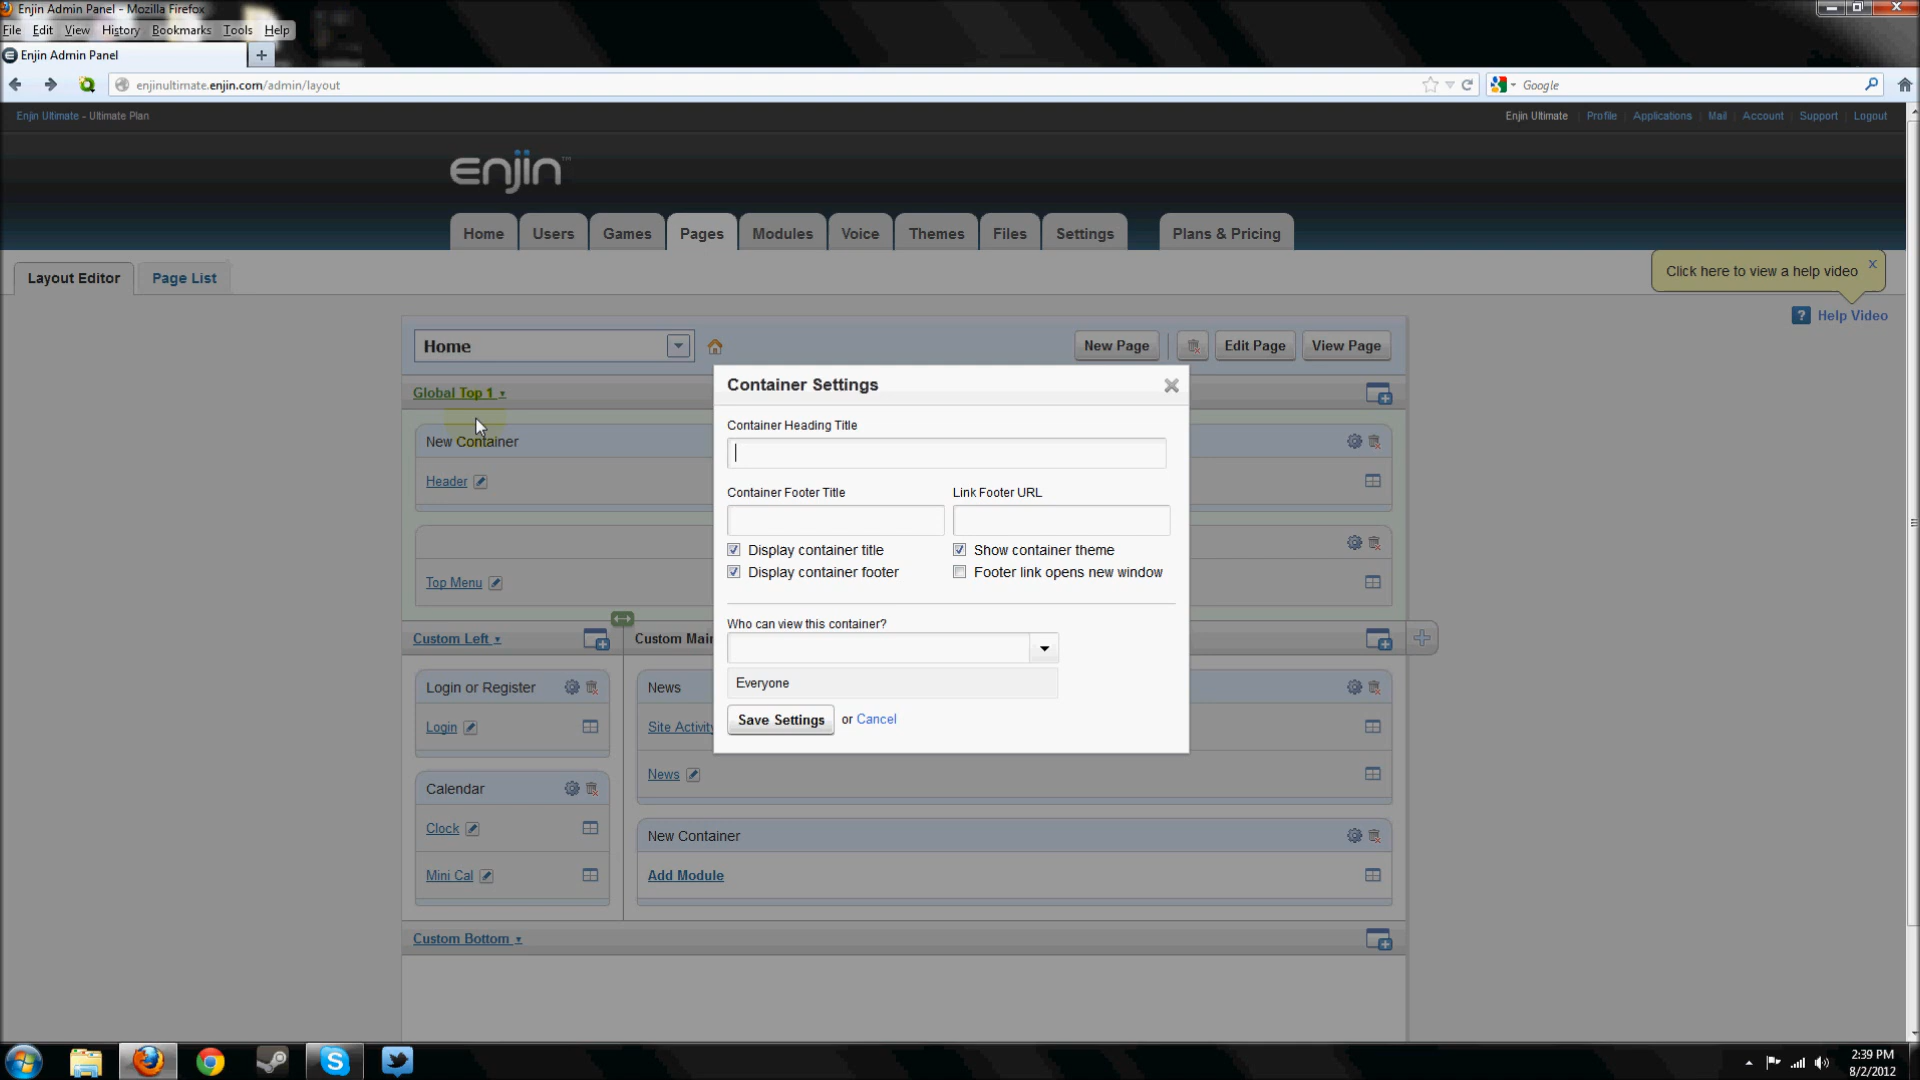 Enjin Admin Panel - Mozilla Firefox
File Edit View History Bookmarks Tools Help
Enjin Admin Panel
enjinultimate.enjin.com/admin/layout
Google
Enjin Ultimate - Ultimate Plan
Enjin Ultimate Profile Applications Mail Account Support Logout
enjin™
Home Users Games Pages Modules Voice Themes Files Settings Plans & Pricing
Layout Editor Page List
Click here to view a help video x
? Help Video
Home
New Page Edit Page View Page
Global Top 1
Container Settings
New Container
Header
Top Menu
Container Heading Title
Container Footer Title Link Footer URL
Display container title Show container theme
Display container footer Footer link opens new window
Who can view this container?
Everyone
Save Settings or Cancel
Custom Left
Custom Mai
Login or Register
Login
Calendar
Clock
Mini Cal
News
Site Activity
News
New Container
Add Module
Custom Bottom
2:39 PM
8/2/2012